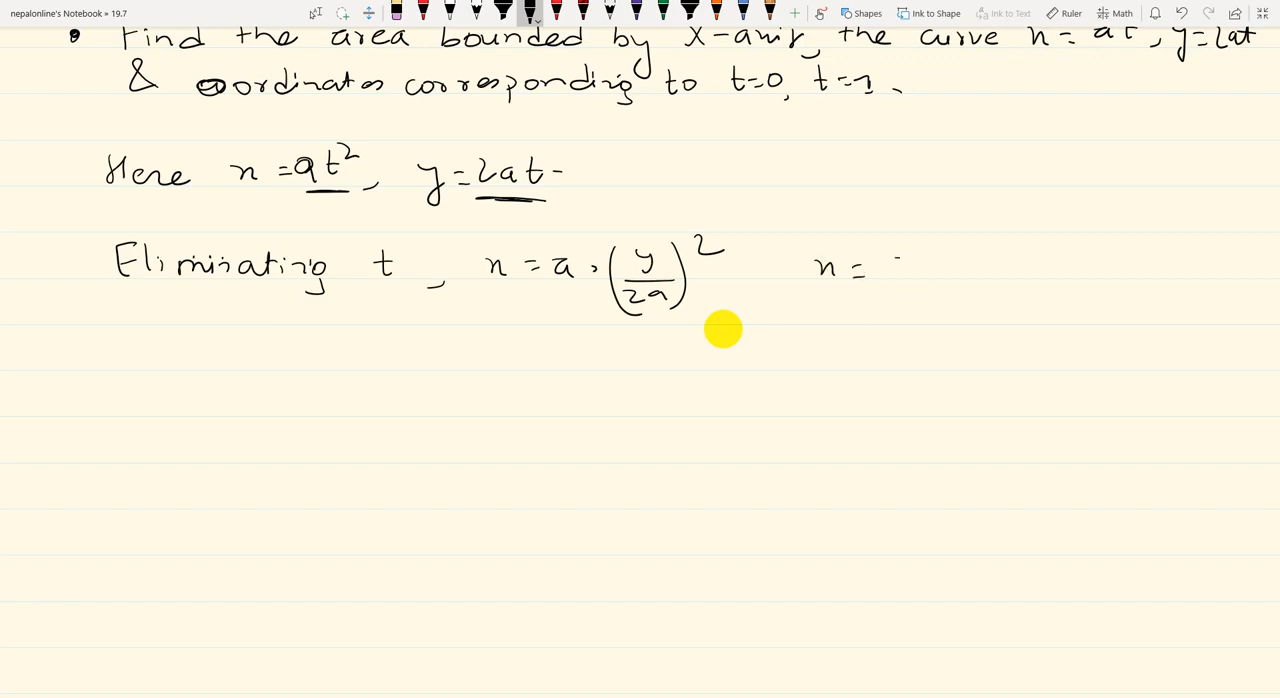 nepalonline's Notebook » 19.7 Shapes Ink to Shape Ink to Text Ruler Math
• Find the area bounded by X-axis, the curve x = at, y=2at
& ordinates corresponding to t=0, t=1.
Here x = at², y = 2at
Eliminating t, x = a.(y/2a)² x =